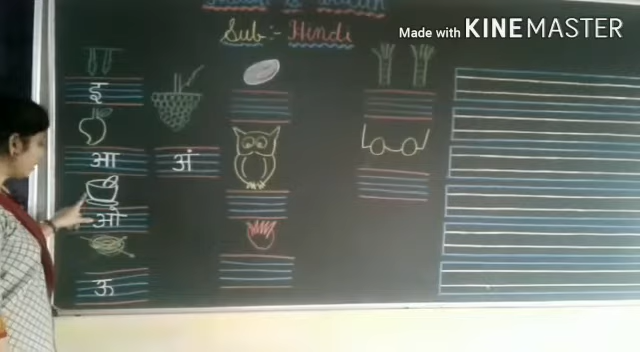 Made with KINEMASTER
Sub:- Hindi
इ
आ
अं
ओ
ऊ